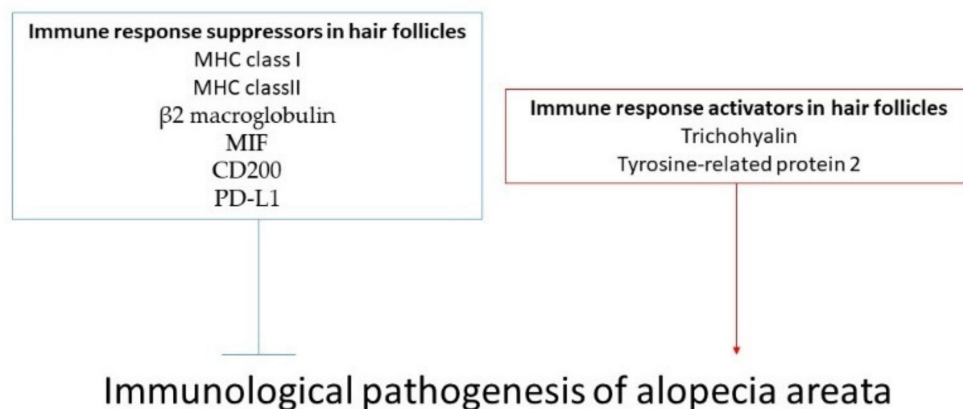 Immune response suppressors in hair follicles
MHC class I
MHC classII
β2 macroglobulin
MIF
CD200
PD-L1
Immune response activators in hair follicles
Trichohyalin
Tyrosine-related protein 2
Immunological pathogenesis of alopecia areata